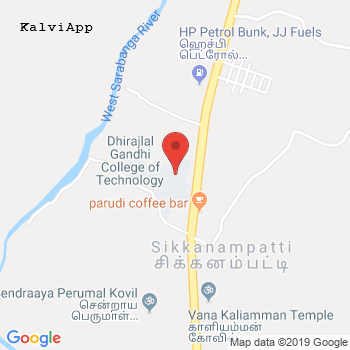 KalviApp
HP Petrol Bunk, JJ Fuels
ஹெச்பி
பெட்ரோல்...
West Sarabanga River
Dhirajlal
Gandhi
College of
Technology
parudi coffee bar
Sikkanampatti
சிக்கனம்பட்டி
endraaya Perumal Kovil
சென்றாய
பெருமாள்...
Vana Kaliamman Temple
காளியம்மன்
கோவில்
Google
Map data ©2019 Google